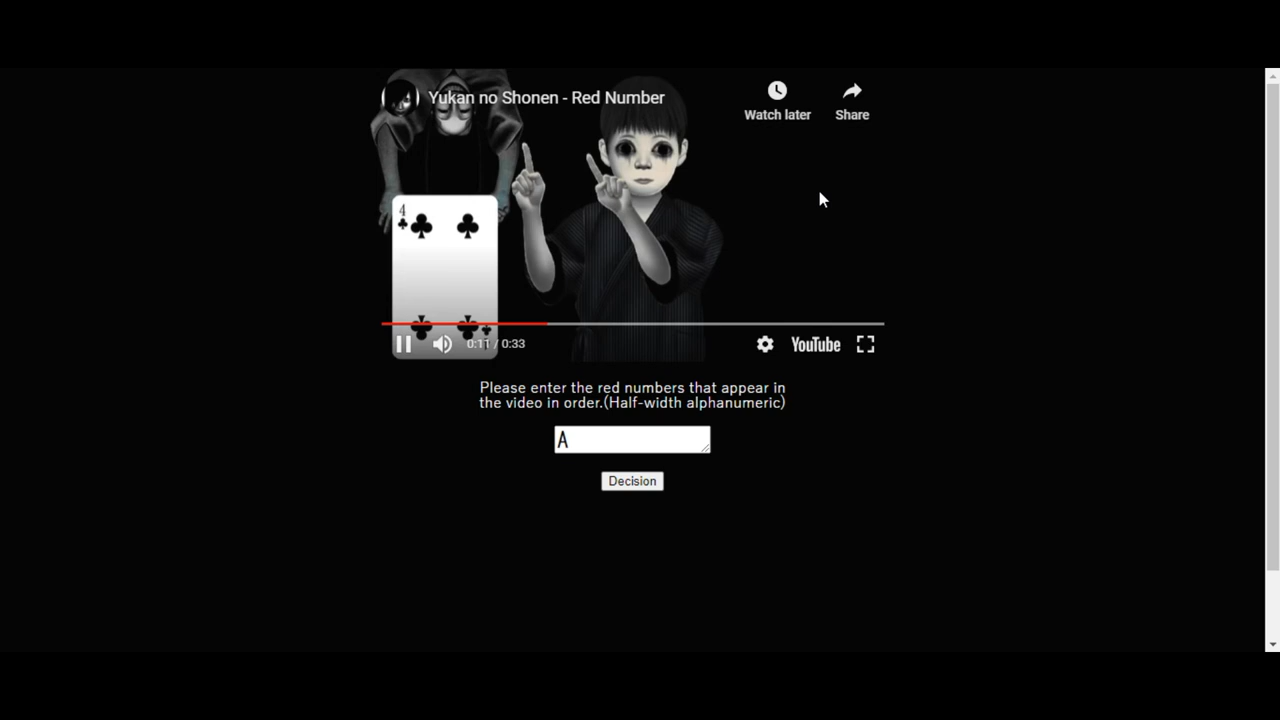 Yukan no Shonen - Red Number
Watch later
Share
4
0:11 / 0:33
YouTube
Please enter the red numbers that appear in
the video in order.(Half-width alphanumeric)
A
Decision